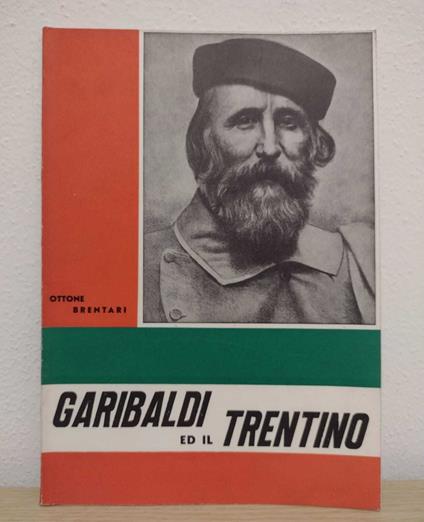 OTTONE
BRENTARI
GARIBALDI
ED IL TRENTINO